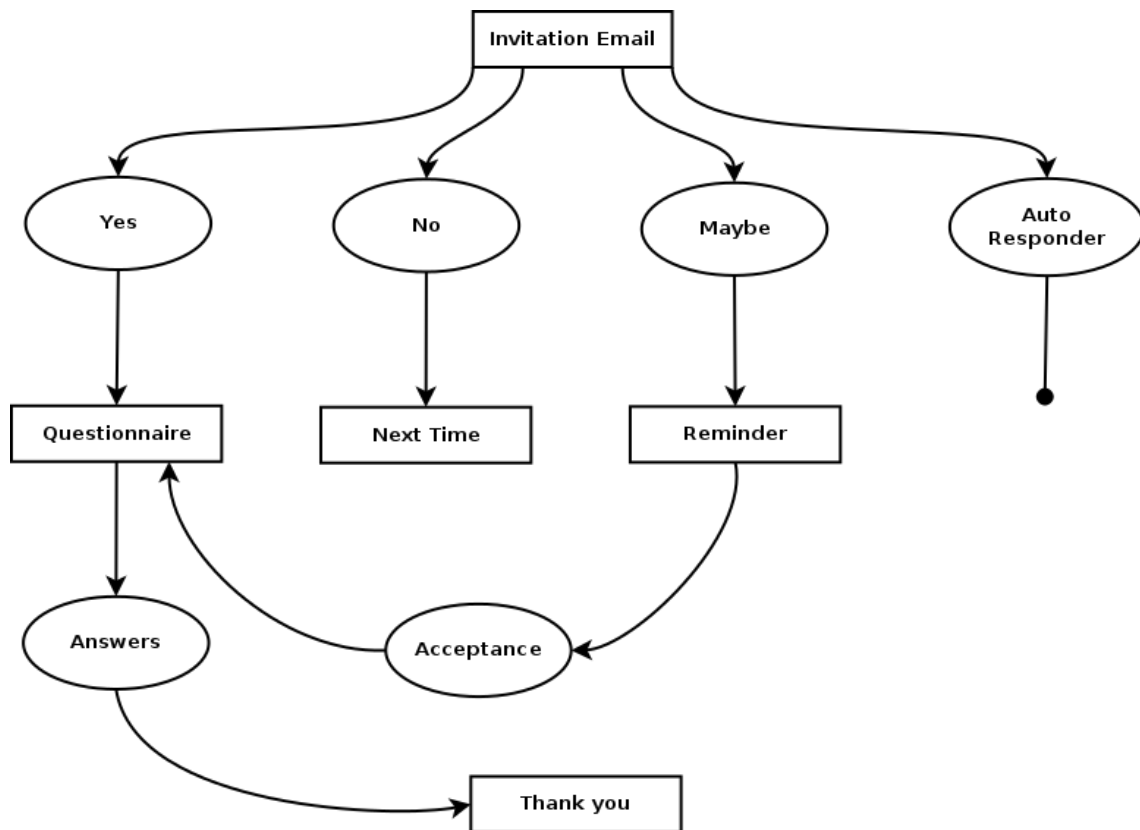 Invitation Email
Yes
No
Maybe
Auto
Responder
Questionnaire
Next Time
Reminder
Answers
Acceptance
Thank you